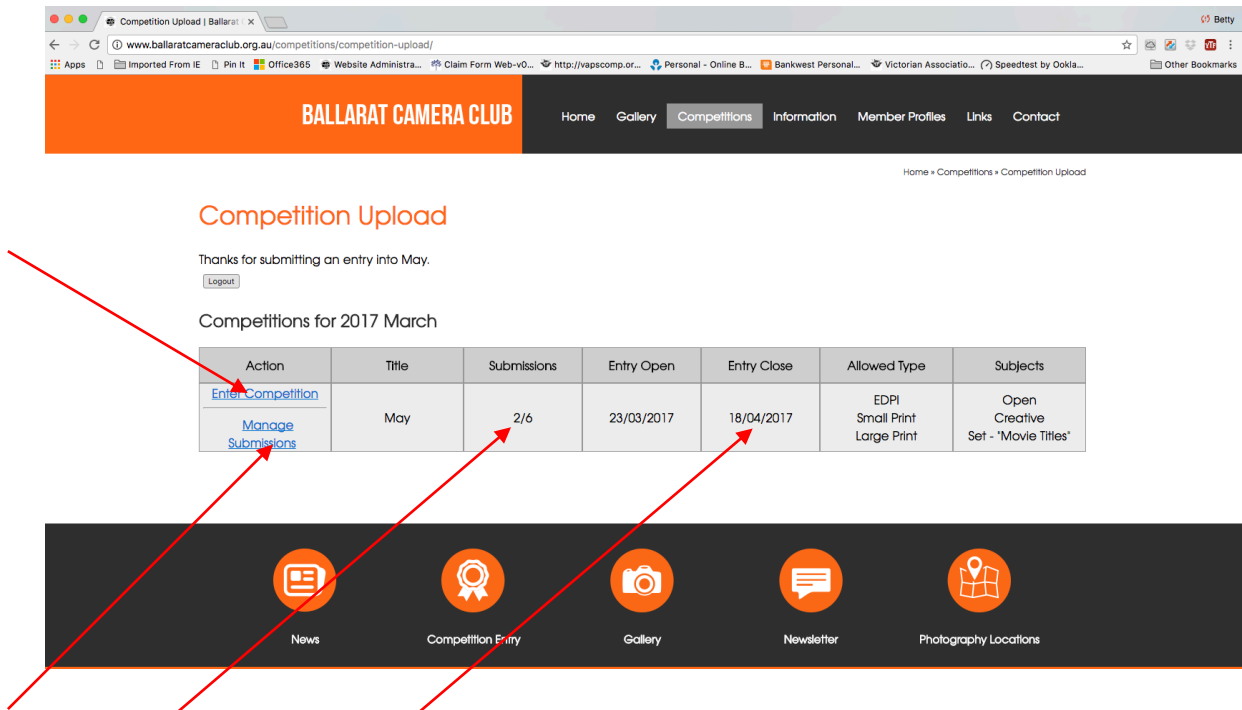 Competition Upload | Ballarat C
Betty
www.ballaratcameraclub.org.au/competitions/competition-upload/
Apps Imported From IE Pin It Office365 Website Administra... Claim Form Web-v0... http://vapscomp.or... Personal - Online B... Bankwest Personal... Victorian Associatio... Speedtest by Ookla... Other Bookmarks
BALLARAT CAMERA CLUB
Home Gallery Competitions Information Member Profiles Links Contact
Home » Competitions » Competition Upload
Competition Upload
Thanks for submitting an entry into May.
Logout
Competitions for 2017 March
Action Title Submissions Entry Open Entry Close Allowed Type Subjects
Enter Competition
Manage
Submissions
May
2/6
23/03/2017
18/04/2017
EDPI
Small Print
Large Print
Open
Creative
Set - "Movie Titles"
News Competition Entry Gallery Newsletter Photography Locations